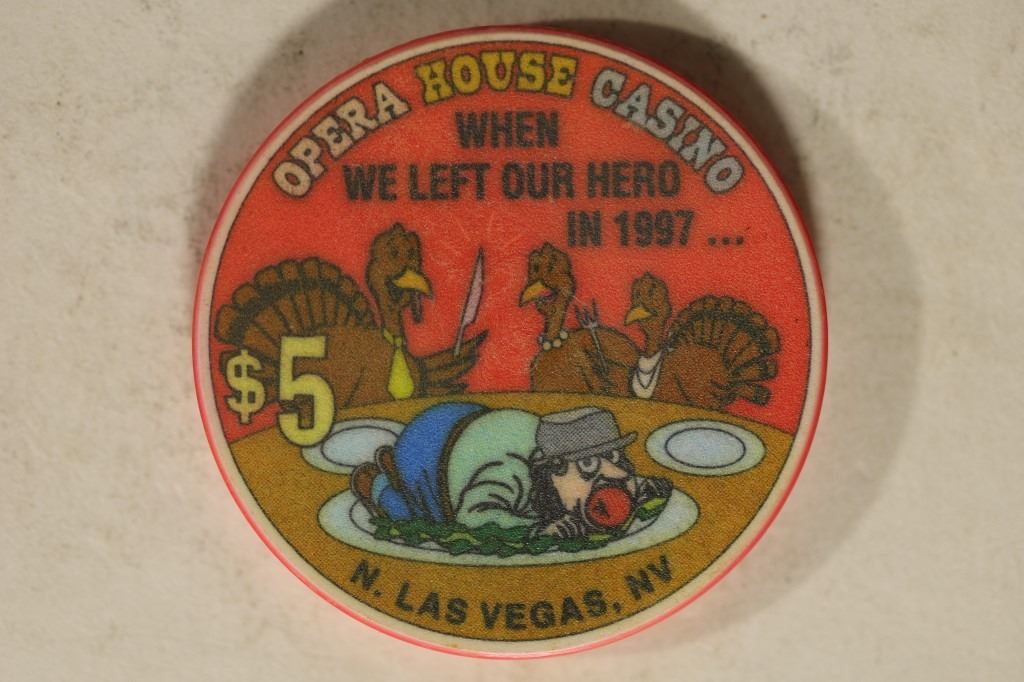 OPERA HOUSE CASINO
WHEN
WE LEFT OUR HERO
IN 1997 ...
$5
N. LAS VEGAS, NV